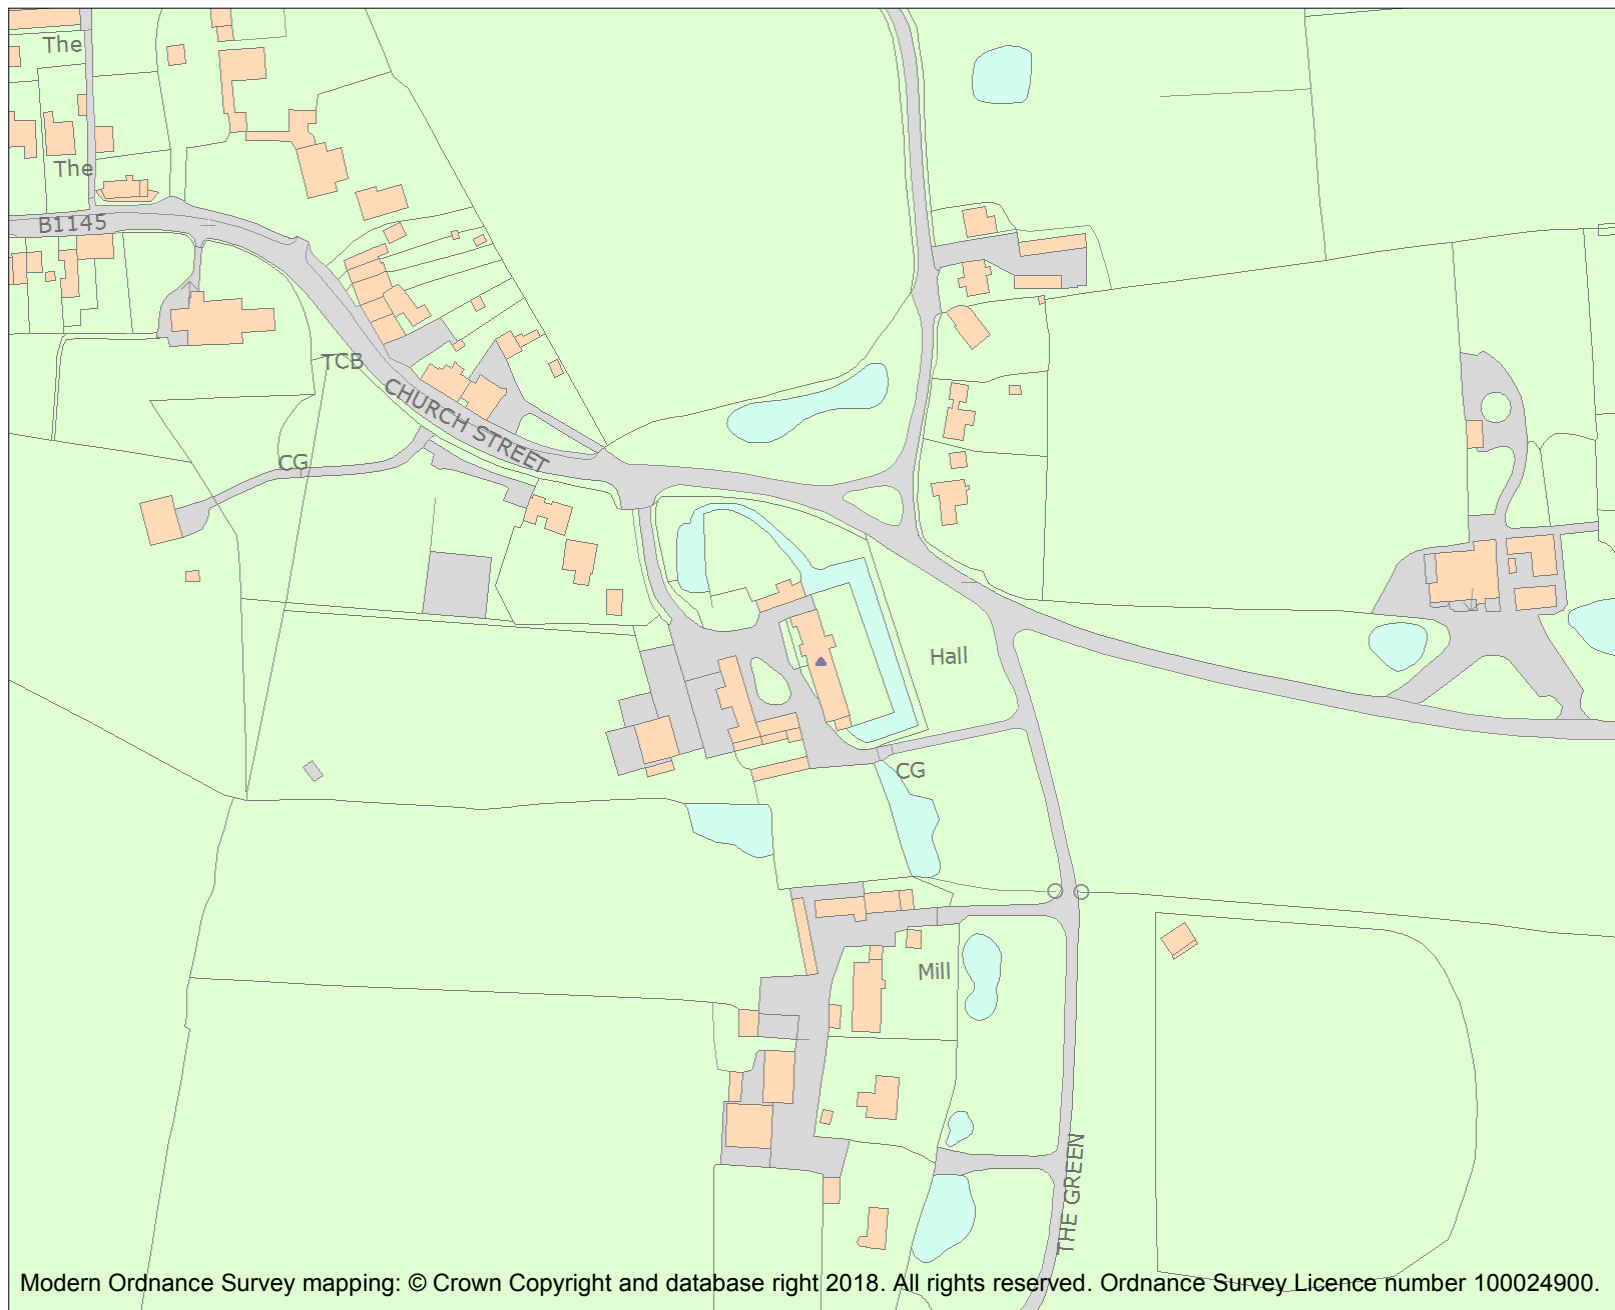 The
The
B1145
TCB
CHURCH STREET
CG
Hall
CG
Mill
THE GREEN
Modern Ordnance Survey mapping: © Crown Copyright and database right 2018. All rights reserved. Ordnance Survey Licence number 100024900.